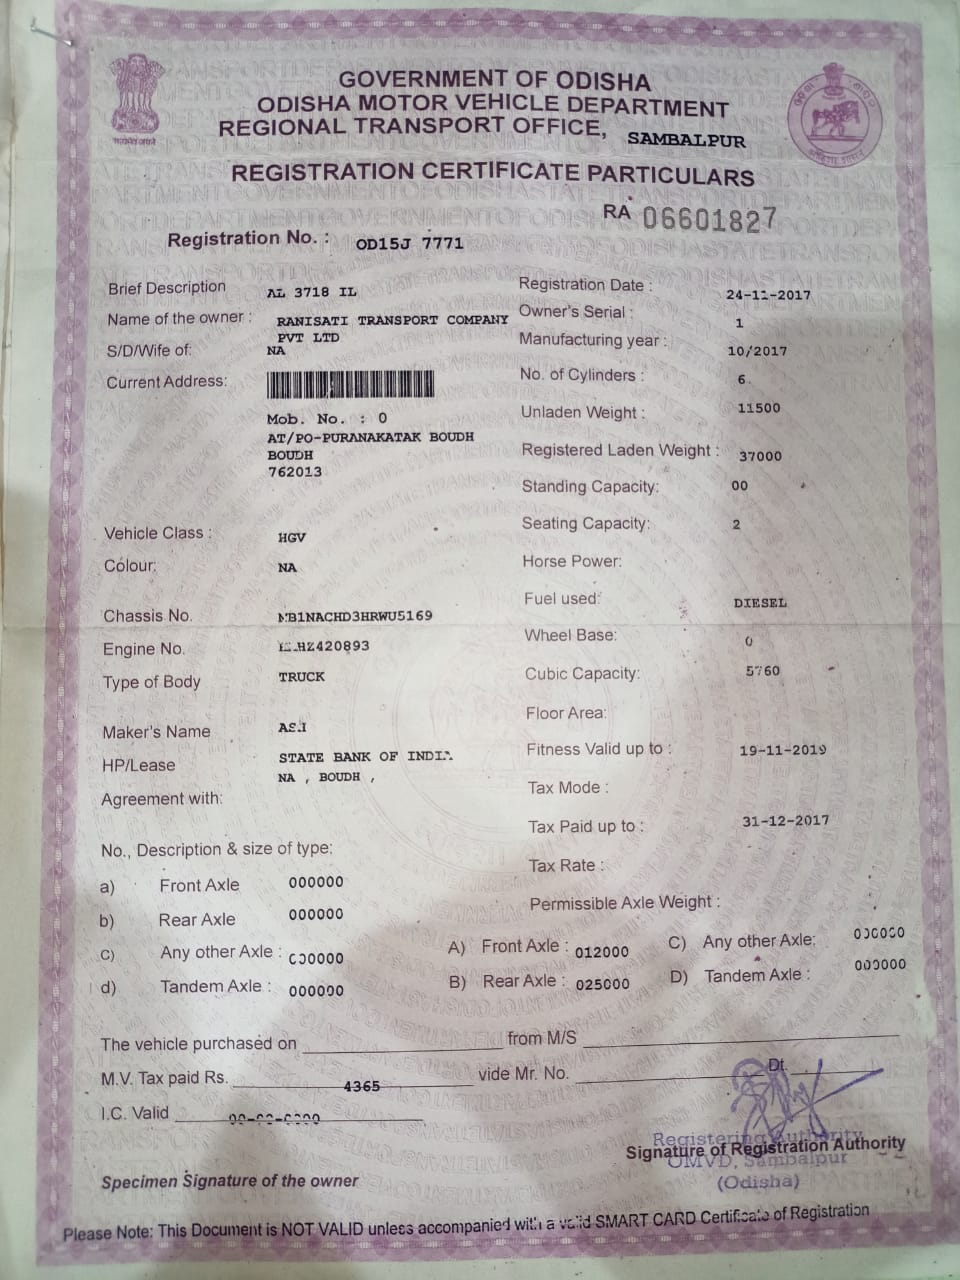 GOVERNMENT OF ODISHA
ODISHA MOTOR VEHICLE DEPARTMENT
REGIONAL TRANSPORT OFFICE, SAMBALPUR
REGISTRATION CERTIFICATE PARTICULARS
RA 06601827
Registration No. : OD15J 7771
Brief Description AL 3718 IL
Name of the owner : RANISATI TRANSPORT COMPANY
PVT LTD
S/D/Wife of: NA
Current Address:
Mob. No. : 0
AT/PO-PURANAKATAK BOUDH
BOUDH
762013
Vehicle Class : HGV
Colour: NA
Chassis No. MB1NACHD3HRWU5169
Engine No. HZ420893
Type of Body TRUCK
Maker's Name
HP/Lease STATE BANK OF INDIA
NA , BOUDH ,
Agreement with:
No., Description & size of type:
a) Front Axle 000000
b) Rear Axle 000000
c) Any other Axle : 000000
d) Tandem Axle : 000000
Registration Date : 24-11-2017
Owner's Serial : 1
Manufacturing year : 10/2017
No. of Cylinders : 6
Unladen Weight : 11500
Registered Laden Weight : 37000
Standing Capacity: 00
Seating Capacity: 2
Horse Power:
Fuel used: DIESEL
Wheel Base: 0
Cubic Capacity: 5760
Floor Area:
Fitness Valid up to : 19-11-2019
Tax Mode :
Tax Paid up to : 31-12-2017
Tax Rate :
Permissible Axle Weight :
A) Front Axle : 012000 C) Any other Axle: 000000
B) Rear Axle : 025000 D) Tandem Axle : 000000
The vehicle purchased on from M/S
M.V. Tax paid Rs. 4365 vide Mr. No. Dt.
I.C. Valid 00-00-0000
Registering Authority
Signature of Registration Authority
OMVD, Sambalpur
(Odisha)
Specimen Signature of the owner
Please Note: This Document is NOT VALID unless accompanied with a valid SMART CARD Certificate of Registration